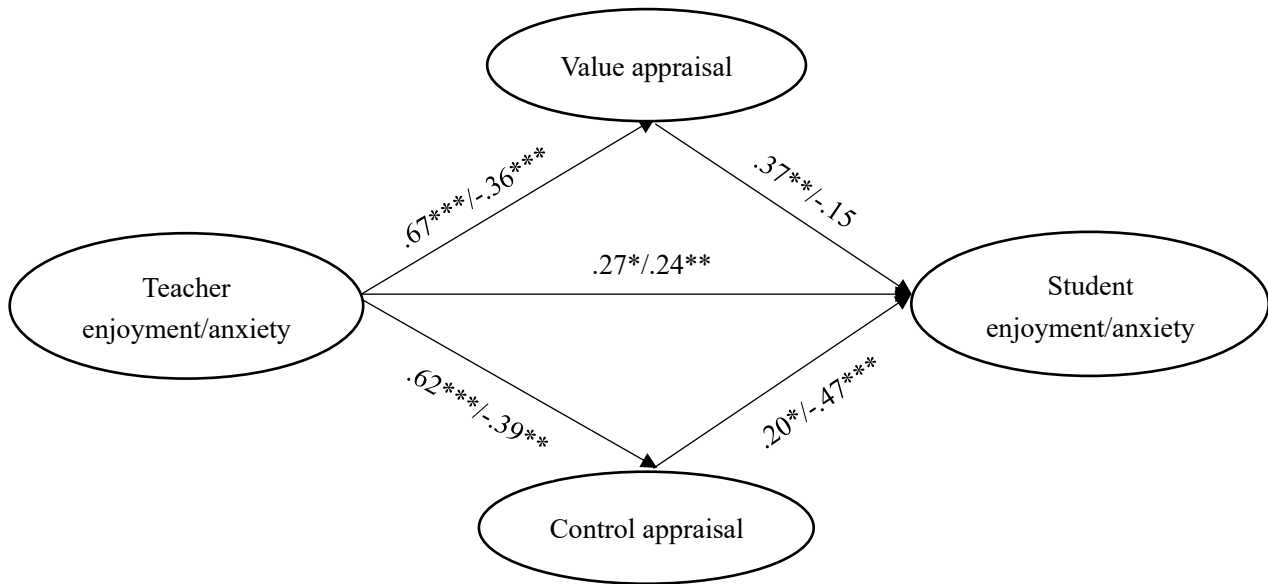 Value appraisal
.67***/-.36***
.37**/-.15
.27*/.24**
Teacher
enjoyment/anxiety
Student
enjoyment/anxiety
.62***/-.39**
.20*/-.47***
Control appraisal